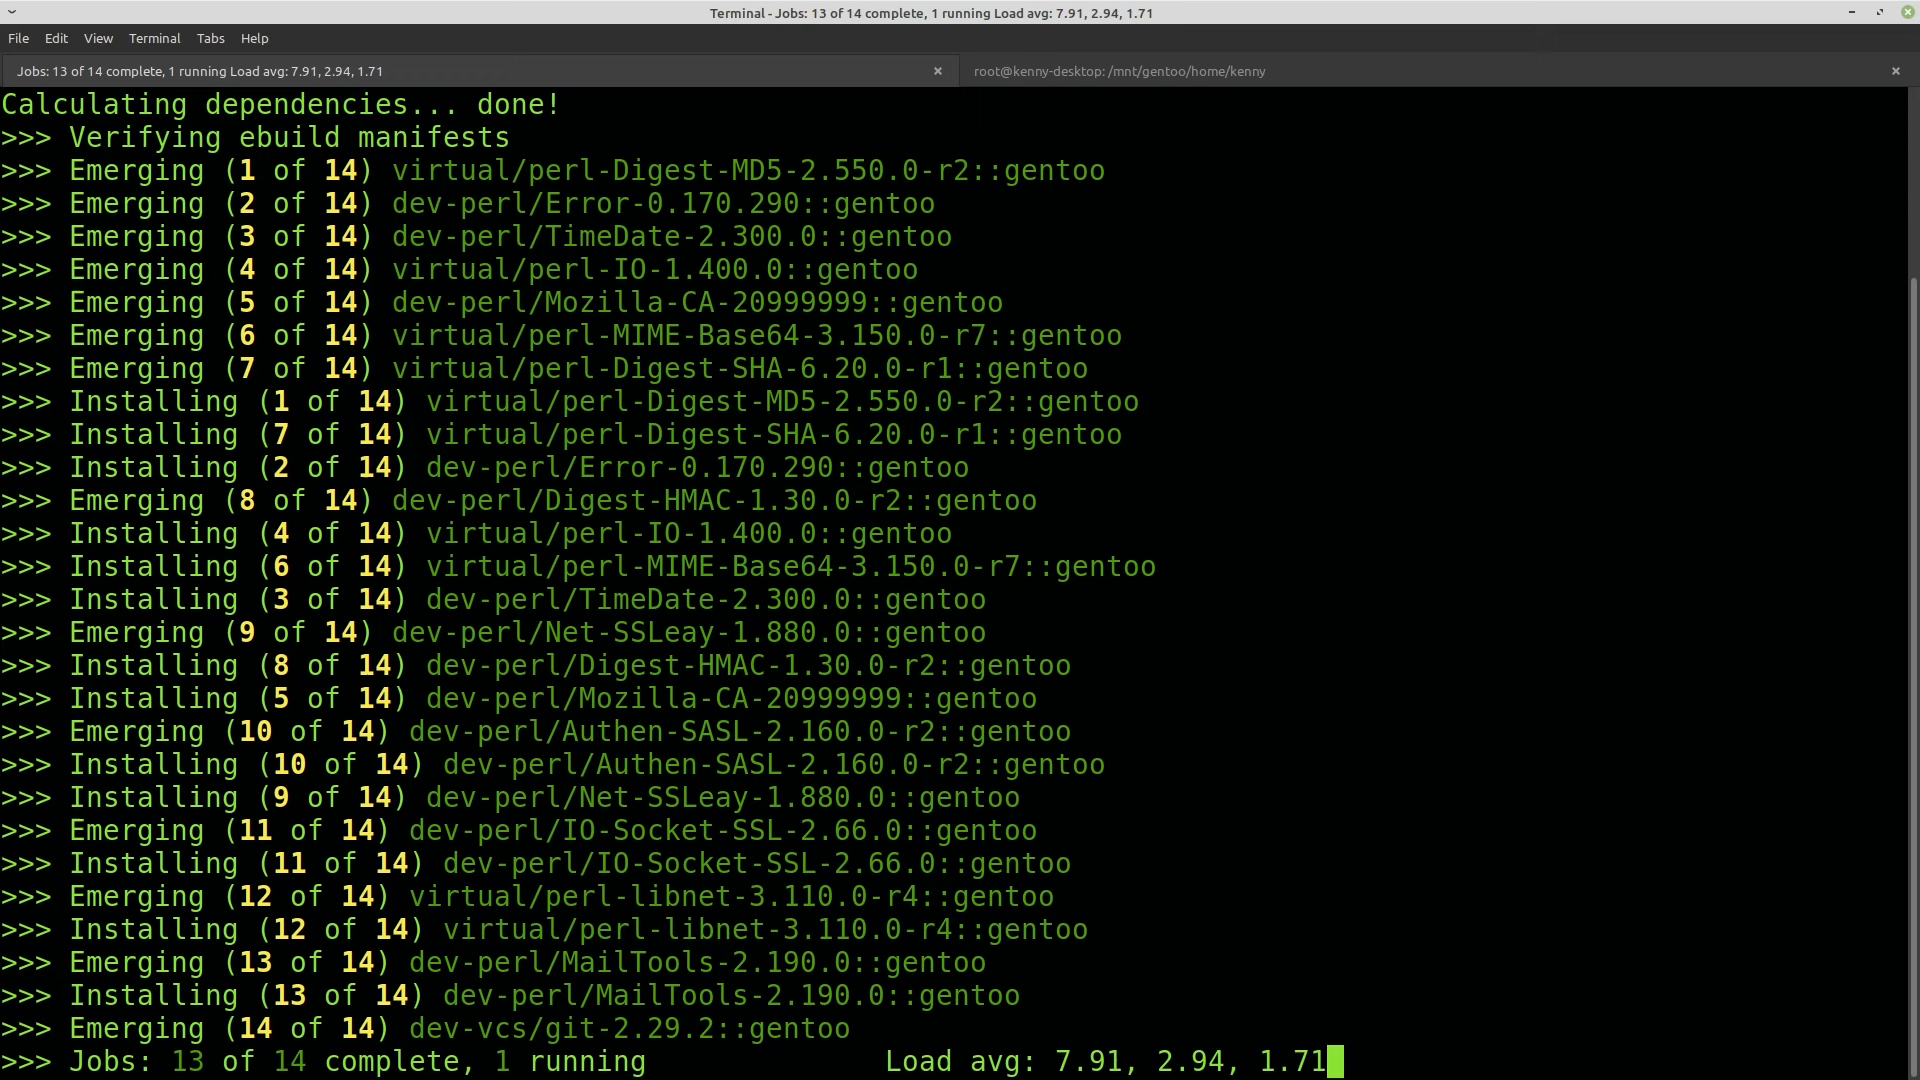 Terminal - Jobs: 13 of 14 complete, 1 running Load avg: 7.91, 2.94, 1.71
File Edit View Terminal Tabs Help
Jobs: 13 of 14 complete, 1 running Load avg: 7.91, 2.94, 1.71
root@kenny-desktop: /mnt/gentoo/home/kenny
Calculating dependencies... done!
>>> Verifying ebuild manifests
>>> Emerging (1 of 14) virtual/perl-Digest-MD5-2.550.0-r2::gentoo
>>> Emerging (2 of 14) dev-perl/Error-0.170.290::gentoo
>>> Emerging (3 of 14) dev-perl/TimeDate-2.300.0::gentoo
>>> Emerging (4 of 14) virtual/perl-IO-1.400.0::gentoo
>>> Emerging (5 of 14) dev-perl/Mozilla-CA-20999999::gentoo
>>> Emerging (6 of 14) virtual/perl-MIME-Base64-3.150.0-r7::gentoo
>>> Emerging (7 of 14) virtual/perl-Digest-SHA-6.20.0-r1::gentoo
>>> Installing (1 of 14) virtual/perl-Digest-MD5-2.550.0-r2::gentoo
>>> Installing (7 of 14) virtual/perl-Digest-SHA-6.20.0-r1::gentoo
>>> Installing (2 of 14) dev-perl/Error-0.170.290::gentoo
>>> Emerging (8 of 14) dev-perl/Digest-HMAC-1.30.0-r2::gentoo
>>> Installing (4 of 14) virtual/perl-IO-1.400.0::gentoo
>>> Installing (6 of 14) virtual/perl-MIME-Base64-3.150.0-r7::gentoo
>>> Installing (3 of 14) dev-perl/TimeDate-2.300.0::gentoo
>>> Emerging (9 of 14) dev-perl/Net-SSLeay-1.880.0::gentoo
>>> Installing (8 of 14) dev-perl/Digest-HMAC-1.30.0-r2::gentoo
>>> Installing (5 of 14) dev-perl/Mozilla-CA-20999999::gentoo
>>> Emerging (10 of 14) dev-perl/Authen-SASL-2.160.0-r2::gentoo
>>> Installing (10 of 14) dev-perl/Authen-SASL-2.160.0-r2::gentoo
>>> Installing (9 of 14) dev-perl/Net-SSLeay-1.880.0::gentoo
>>> Emerging (11 of 14) dev-perl/IO-Socket-SSL-2.66.0::gentoo
>>> Installing (11 of 14) dev-perl/IO-Socket-SSL-2.66.0::gentoo
>>> Emerging (12 of 14) virtual/perl-libnet-3.110.0-r4::gentoo
>>> Installing (12 of 14) virtual/perl-libnet-3.110.0-r4::gentoo
>>> Emerging (13 of 14) dev-perl/MailTools-2.190.0::gentoo
>>> Installing (13 of 14) dev-perl/MailTools-2.190.0::gentoo
>>> Emerging (14 of 14) dev-vcs/git-2.29.2::gentoo
>>> Jobs: 13 of 14 complete, 1 running Load avg: 7.91, 2.94, 1.71